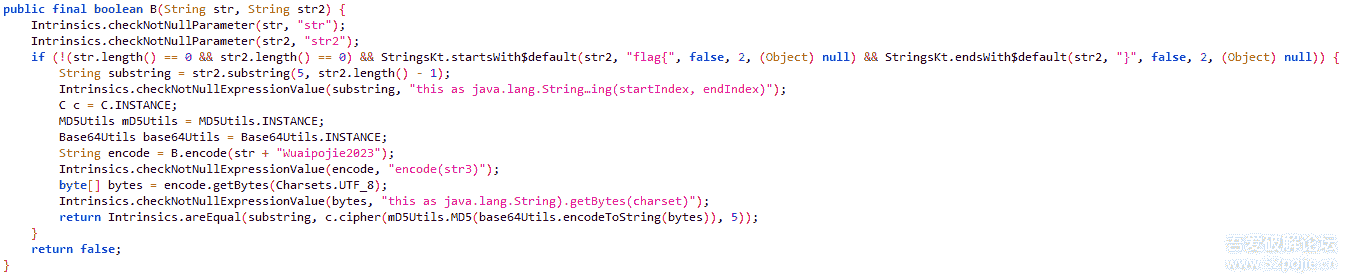 public final boolean B(String str, String str2) {
    Intrinsics.checkNotNullParameter(str, "str");
    Intrinsics.checkNotNullParameter(str2, "str2");
    if (!(str.length() == 0 && str2.length() == 0) && StringsKt.startsWith$default(str2, "flag{", false, 2, (Object) null) && StringsKt.endsWith$default(str2, "}", false, 2, (Object) null)) {
        String substring = str2.substring(5, str2.length() - 1);
        Intrinsics.checkNotNullExpressionValue(substring, "this as java.lang.String…ing(startIndex, endIndex)");
        C c = C.INSTANCE;
        MD5Utils mD5Utils = MD5Utils.INSTANCE;
        Base64Utils base64Utils = Base64Utils.INSTANCE;
        String encode = B.encode(str + "Wuaipojie2023");
        Intrinsics.checkNotNullExpressionValue(encode, "encode(str3)");
        byte[] bytes = encode.getBytes(Charsets.UTF_8);
        Intrinsics.checkNotNullExpressionValue(bytes, "this as java.lang.String).getBytes(charset)");
        return Intrinsics.areEqual(substring, c.cipher(mD5Utils.MD5(base64Utils.encodeToString(bytes)), 5));
    }
    return false;
}
吾爱破解论坛
www.52pojie.cn